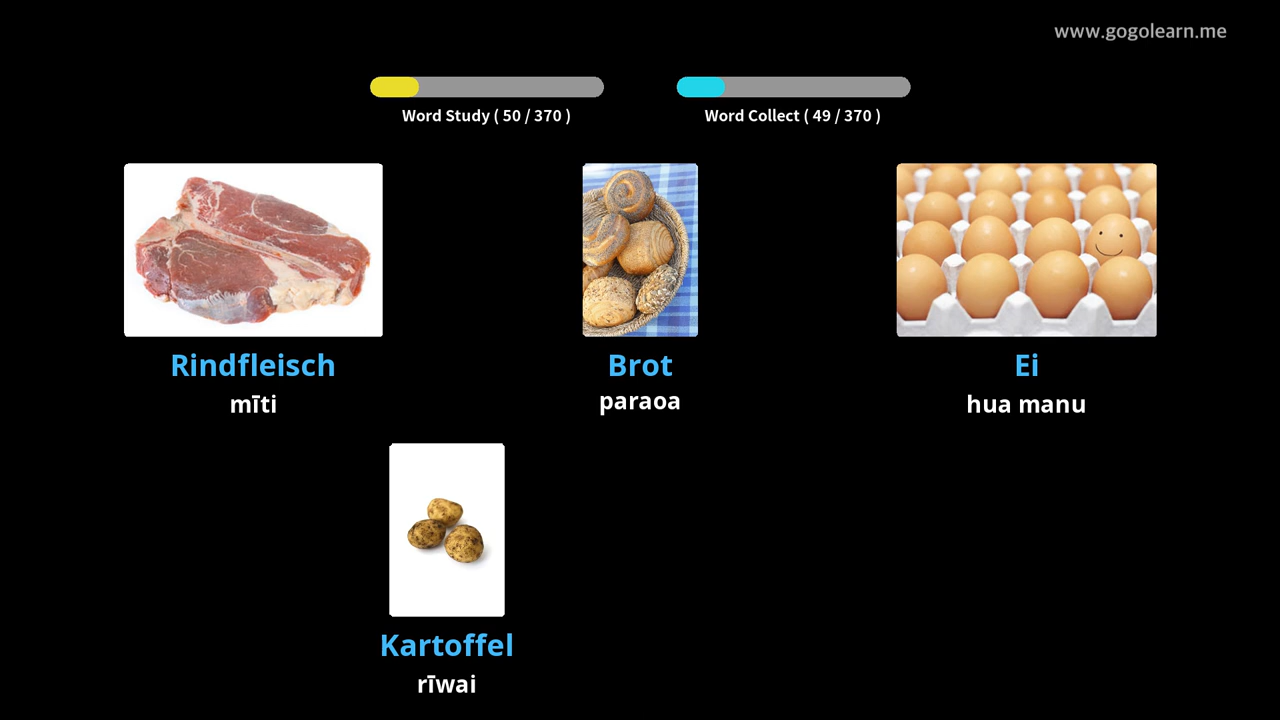 www.gogolearn.me
Word Study ( 50 / 370 )
Word Collect ( 49 / 370 )
Rindfleisch
mīti
Brot
paraoa
Ei
hua manu
Kartoffel
rīwai